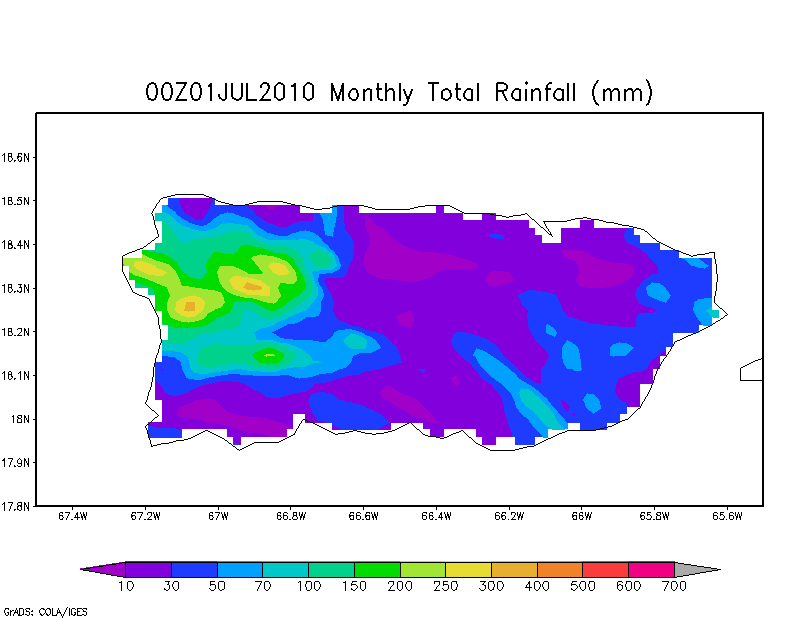 00Z01JUL2010 Monthly Total Rainfall (mm)
18.6N
18.5N
18.4N
18.3N
18.2N
18.1N
18N
17.9N
17.8N
67.4W 67.2W 67W 66.8W 66.6W 66.4W 66.2W 66W 65.8W 65.6W
10 30 50 70 100 150 200 250 300 400 500 600 700
GrADS: COLA/IGES